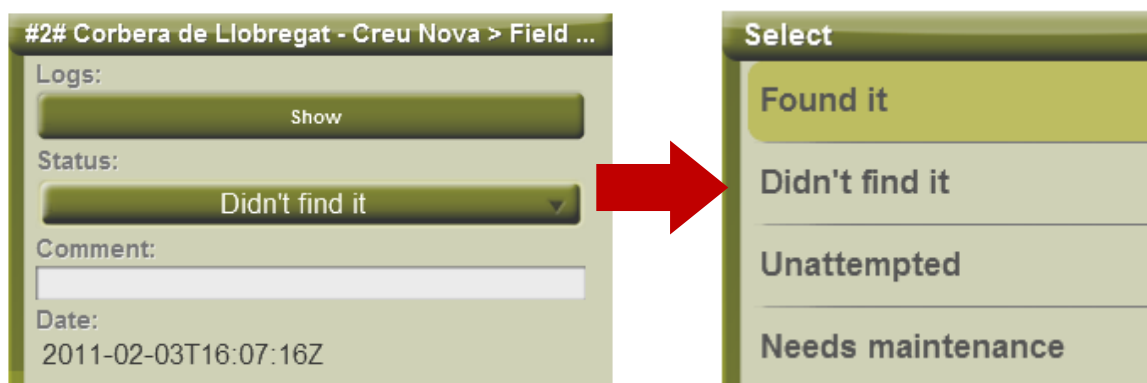 #2# Corbera de Llobregat - Creu Nova > Field ...
Logs:
Show
Status:
Didn't find it
Comment:
Date:
2011-02-03T16:07:16Z
Select
Found it
Didn't find it
Unattempted
Needs maintenance